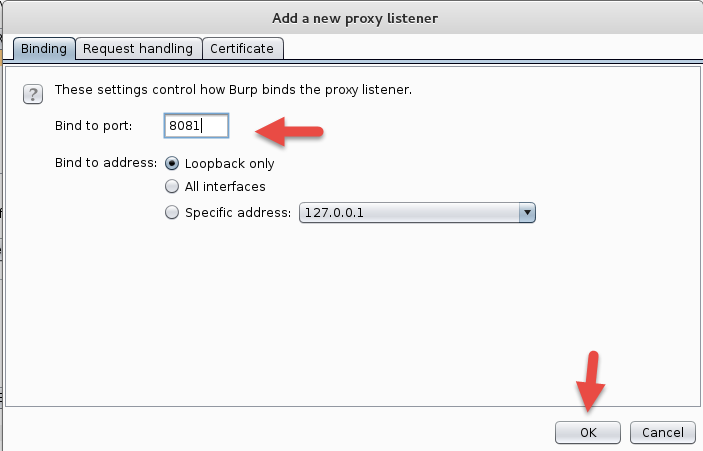 Add a new proxy listener
Binding Request handling Certificate
? These settings control how Burp binds the proxy listener.
Bind to port: 8081
Bind to address: Loopback only
All interfaces
Specific address: 127.0.0.1
OK Cancel